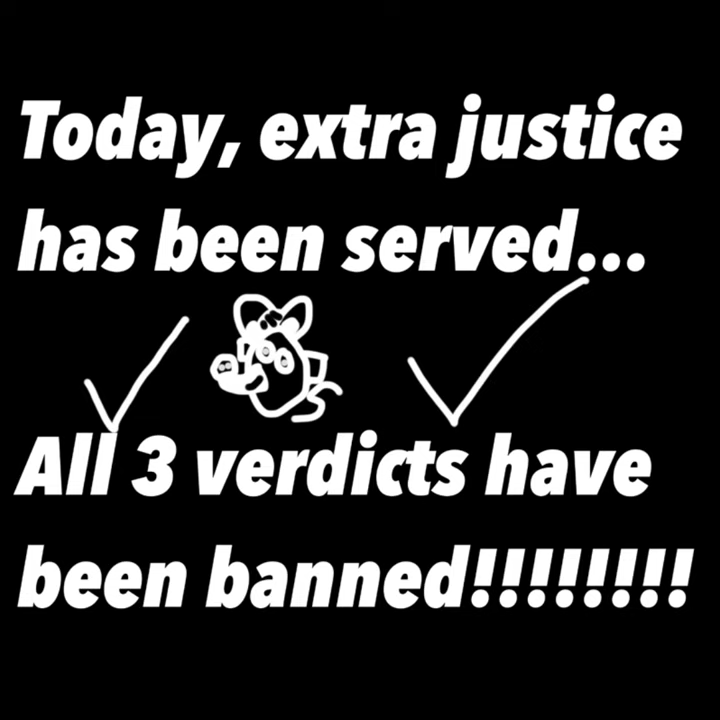 Today, extra justice
has been served...
All 3 verdicts have
been banned!!!!!!!!